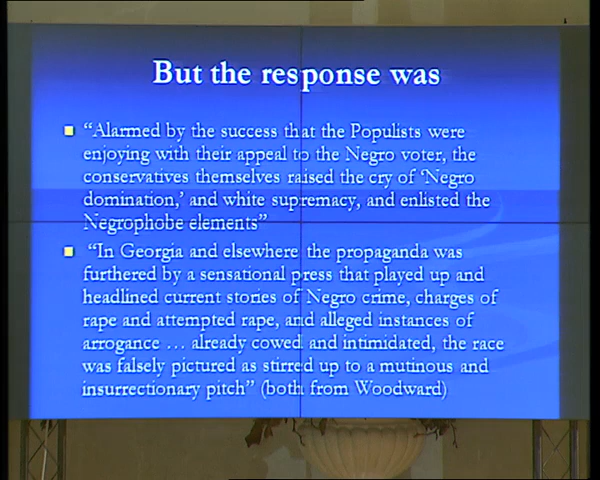 But the response was
“Alarmed by the success that the Populists were
enjoying with their appeal to the Negro voter, the
conservatives themselves raised the cry of ‘Negro
domination,’ and white supremacy, and enlisted the
Negrophobe elements”
“In Georgia and elsewhere the propaganda was
furthered by a sensational press that played up and
headlined current stories of Negro crime, charges of
rape and attempted rape, and alleged instances of
arrogance … already cowed and intimidated, the race
was falsely pictured as stirred up to a mutinous and
insurrectionary pitch” (both from Woodward)